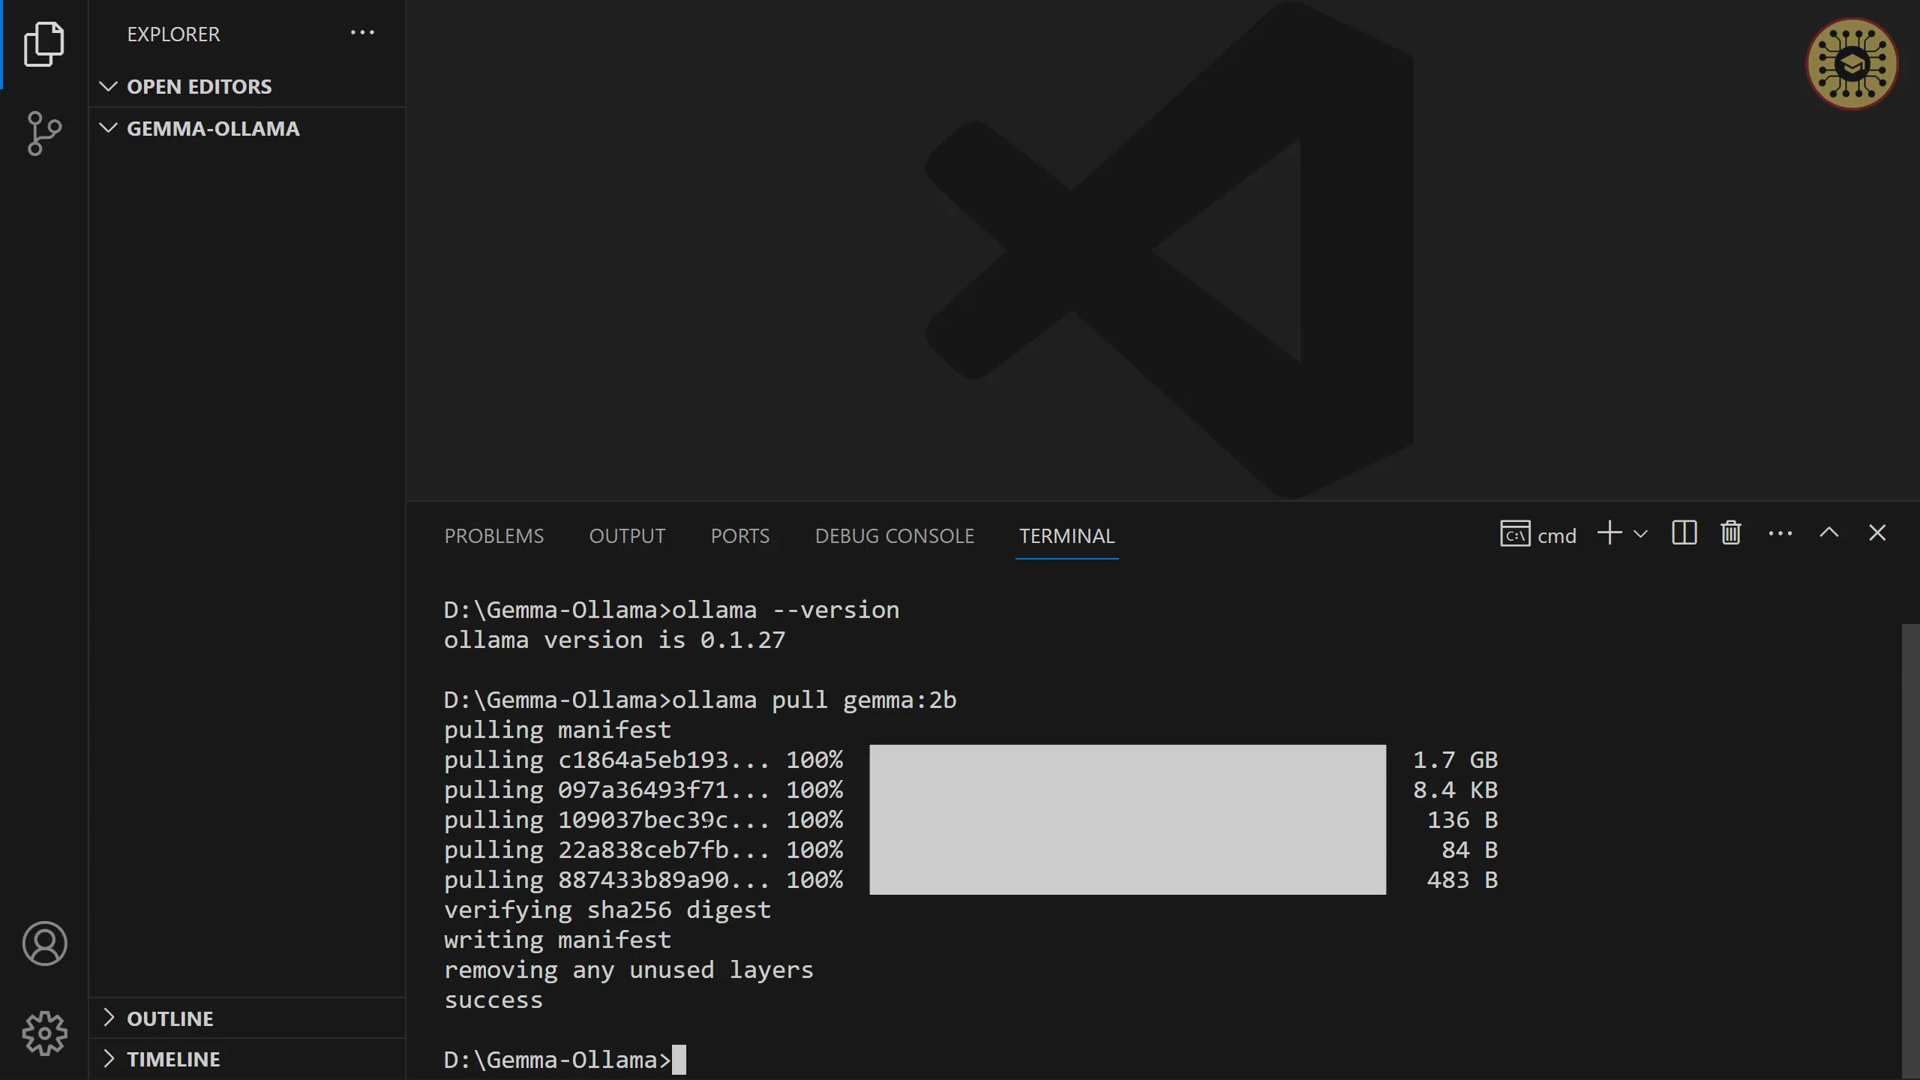 EXPLORER
OPEN EDITORS
GEMMA-OLLAMA
OUTLINE
TIMELINE
PROBLEMS OUTPUT PORTS DEBUG CONSOLE TERMINAL
cmd
D:\Gemma-Ollama>ollama --version
ollama version is 0.1.27
D:\Gemma-Ollama>ollama pull gemma:2b
pulling manifest
pulling c1864a5eb193... 100% 1.7 GB
pulling 097a36493f71... 100% 8.4 KB
pulling 109037bec39c... 100% 136 B
pulling 22a838ceb7fb... 100% 84 B
pulling 887433b89a90... 100% 483 B
verifying sha256 digest
writing manifest
removing any unused layers
success
D:\Gemma-Ollama>